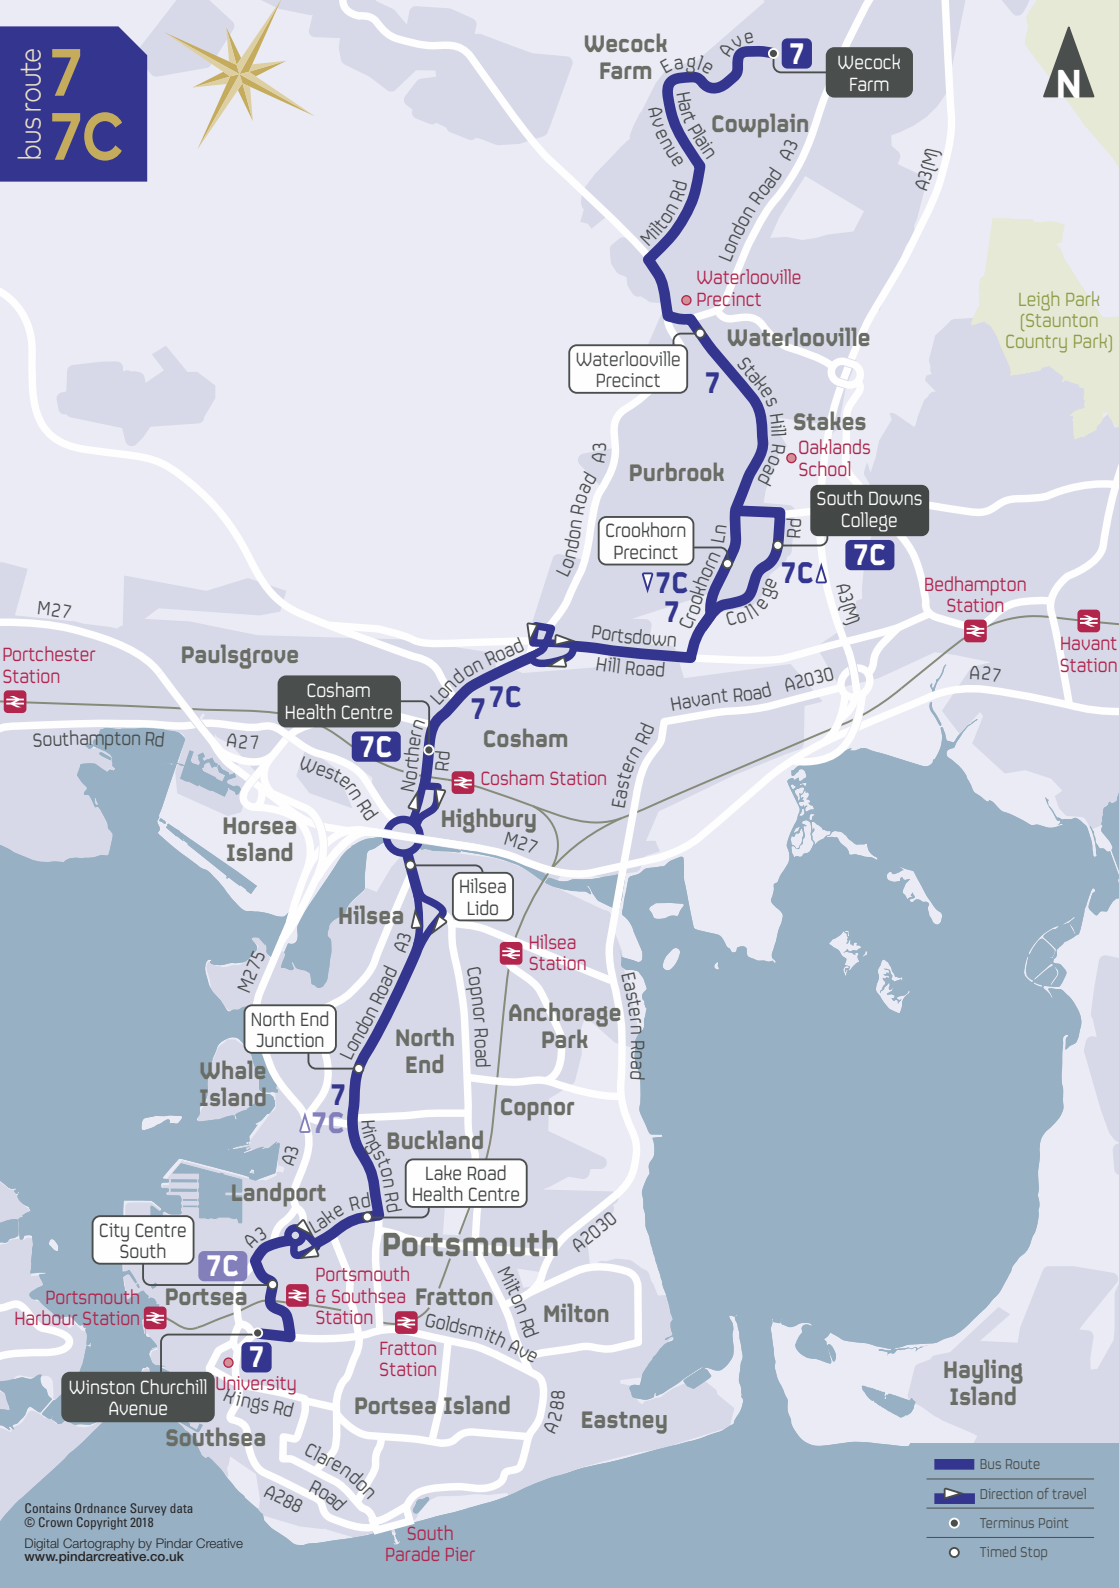 bus route
7
7C
Wecock
Farm
Eagle Ave
7
Wecock
Farm
N
Hart Plain
Avenue
Cowplain
London Road A3
A3(M)
Milton Rd
Waterlooville
Precinct
Leigh Park
(Staunton
Country Park)
Waterlooville
Waterlooville
Precinct
7
Stakes Hill Road
Stakes
Oaklands
School
Purbrook
London Road A3
South Downs
College
7C
Crookhorn
Precinct
Crookhorn Ln
College Rd
7C
7
7C
A3(M)
Bedhampton
Station
Havant
Station
M27
Portchester
Station
Paulsgrove
Portsdown
Hill Road
London Road
Cosham
Health Centre
7C
7 7C
Havant Road A2030
A27
Southampton Rd
A27
Western Rd
Northern
Rd
Cosham
Cosham Station
Eastern Rd
Horsea
Island
Highbury
M27
Hilsea
Lido
Hilsea
A3
Hilsea
Station
M275
Copnor Road
Eastern Road
Anchorage
Park
North End
Junction
London Road
North
End
Whale
Island
7
7C
Copnor
Kingston Rd
Buckland
A3
Lake Road
Health Centre
Landport
Lake Rd
City Centre
South
A3
7C
Portsmouth
A2030
Portsmouth
& Southsea
Station
Portsmouth
Harbour Station
Portsea
Fratton
Milton Rd
Milton
Goldsmith Ave
Fratton
Station
7
Winston Churchill
Avenue
University
Kings Rd
Portsea Island
A288
Eastney
Hayling
Island
Southsea
Clarendon
Road
A288
South
Parade Pier
Contains Ordnance Survey data
© Crown Copyright 2018
Digital Cartography by Pindar Creative
www.pindarcreative.co.uk
Bus Route
Direction of travel
Terminus Point
Timed Stop